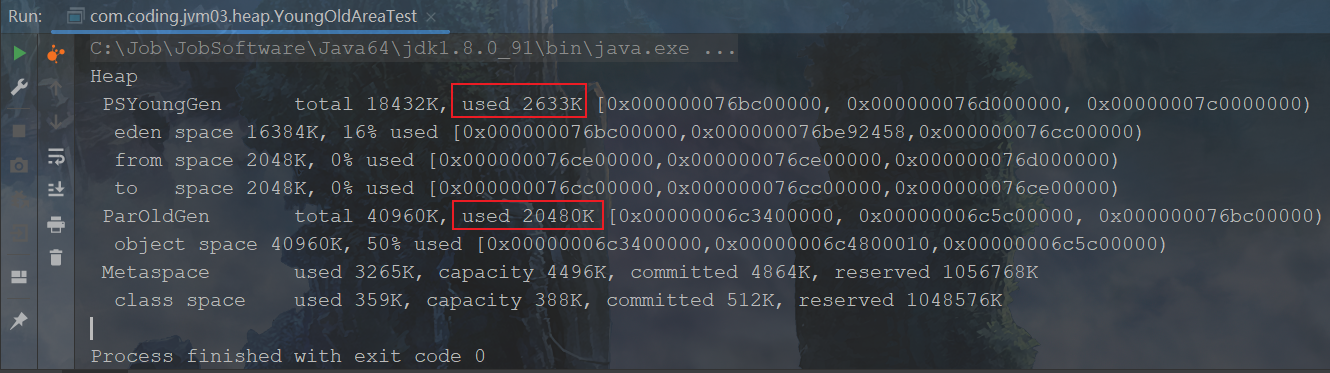 Run: com.coding.jvm03.heap.YoungOldAreaTest ×
C:\Job\JobSoftware\Java64\jdk1.8.0_91\bin\java.exe ...
Heap
PSYoungGen total 18432K, used 2633K [0x000000076bc00000, 0x000000076d000000, 0x00000007c0000000)
eden space 16384K, 16% used [0x000000076bc00000,0x000000076be92458,0x000000076cc00000)
from space 2048K, 0% used [0x000000076ce00000,0x000000076ce00000,0x000000076d000000)
to space 2048K, 0% used [0x000000076cc00000,0x000000076cc00000,0x000000076ce00000)
ParOldGen total 40960K, used 20480K [0x00000006c3400000, 0x00000006c5c00000, 0x000000076bc00000)
object space 40960K, 50% used [0x00000006c3400000,0x00000006c4800010,0x00000006c5c00000)
Metaspace used 3265K, capacity 4496K, committed 4864K, reserved 1056768K
class space used 359K, capacity 388K, committed 512K, reserved 1048576K
Process finished with exit code 0